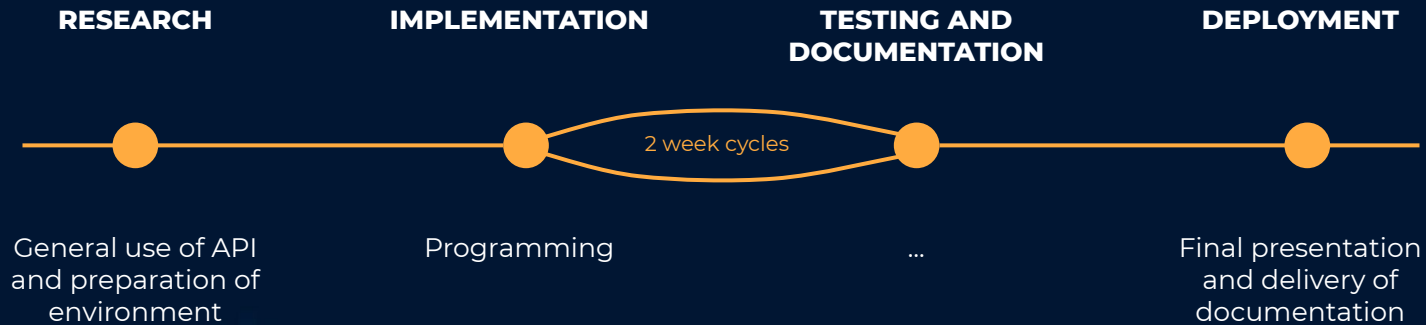 RESEARCH
IMPLEMENTATION
TESTING AND
DOCUMENTATION
DEPLOYMENT
2 week cycles
General use of API
and preparation of
environment
Programming
...
Final presentation
and delivery of
documentation